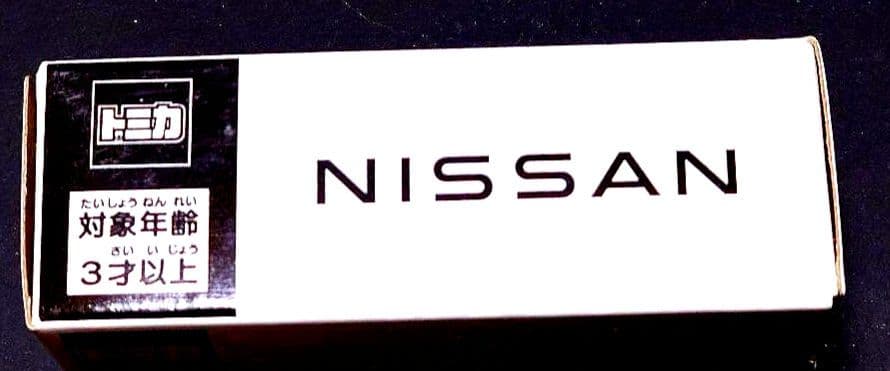 トミカ
たいしょうねんれい
対象年齢
さいいじょう
3才以上
NISSAN